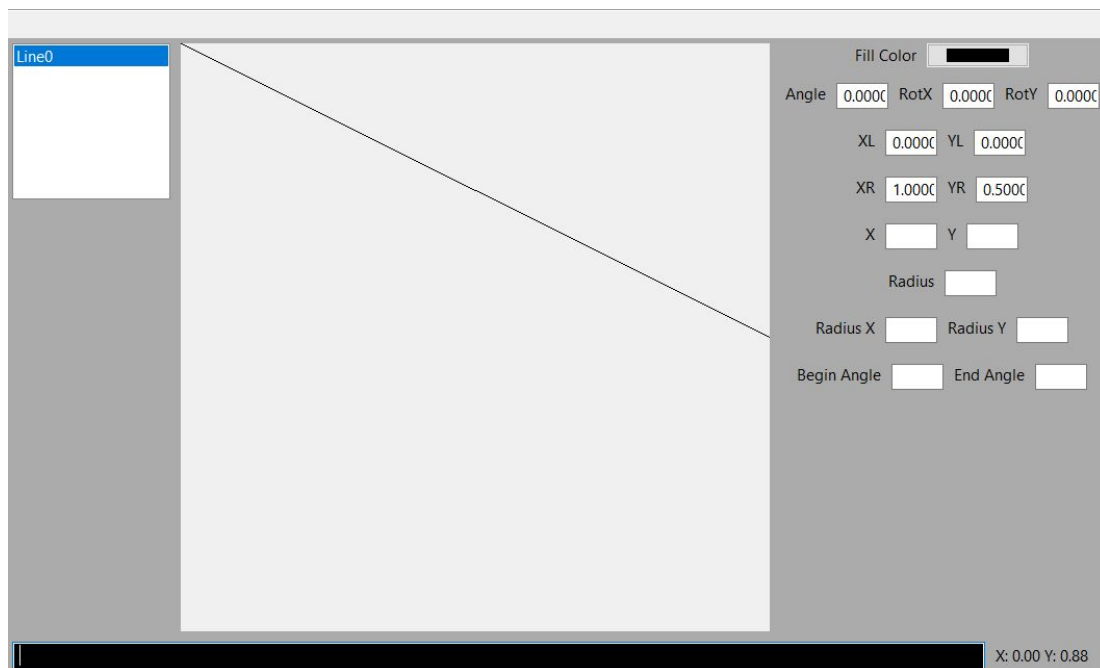 Line0
Fill Color
Angle 0.0000 RotX 0.0000 RotY 0.0000
XL 0.0000 YL 0.0000
XR 1.0000 YR 0.5000
X Y
Radius
Radius X Radius Y
Begin Angle End Angle
X: 0.00 Y: 0.88